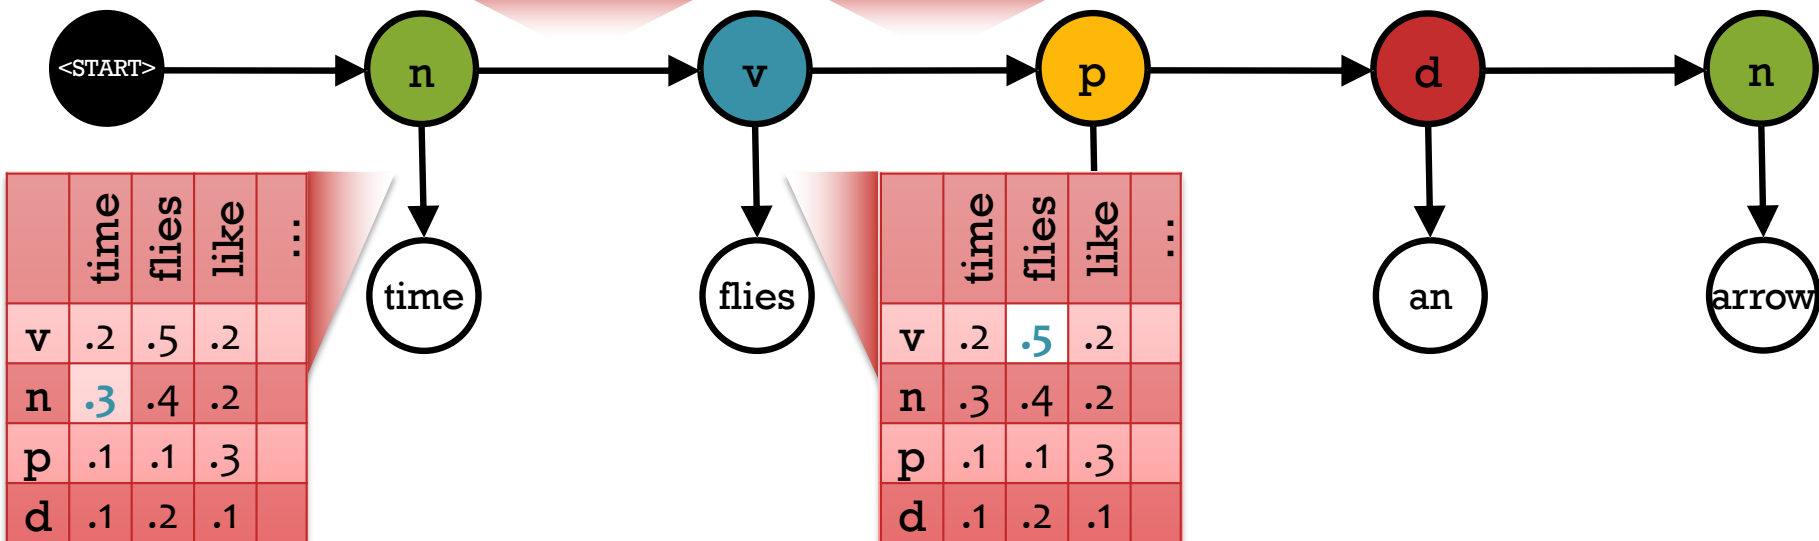 <START> n v p d n
time flies like ...
time flies like ...
time flies an arrow
v .2 .5 .2
n .3 .4 .2
p .1 .1 .3
d .1 .2 .1
v .2 .5 .2
n .3 .4 .2
p .1 .1 .3
d .1 .2 .1